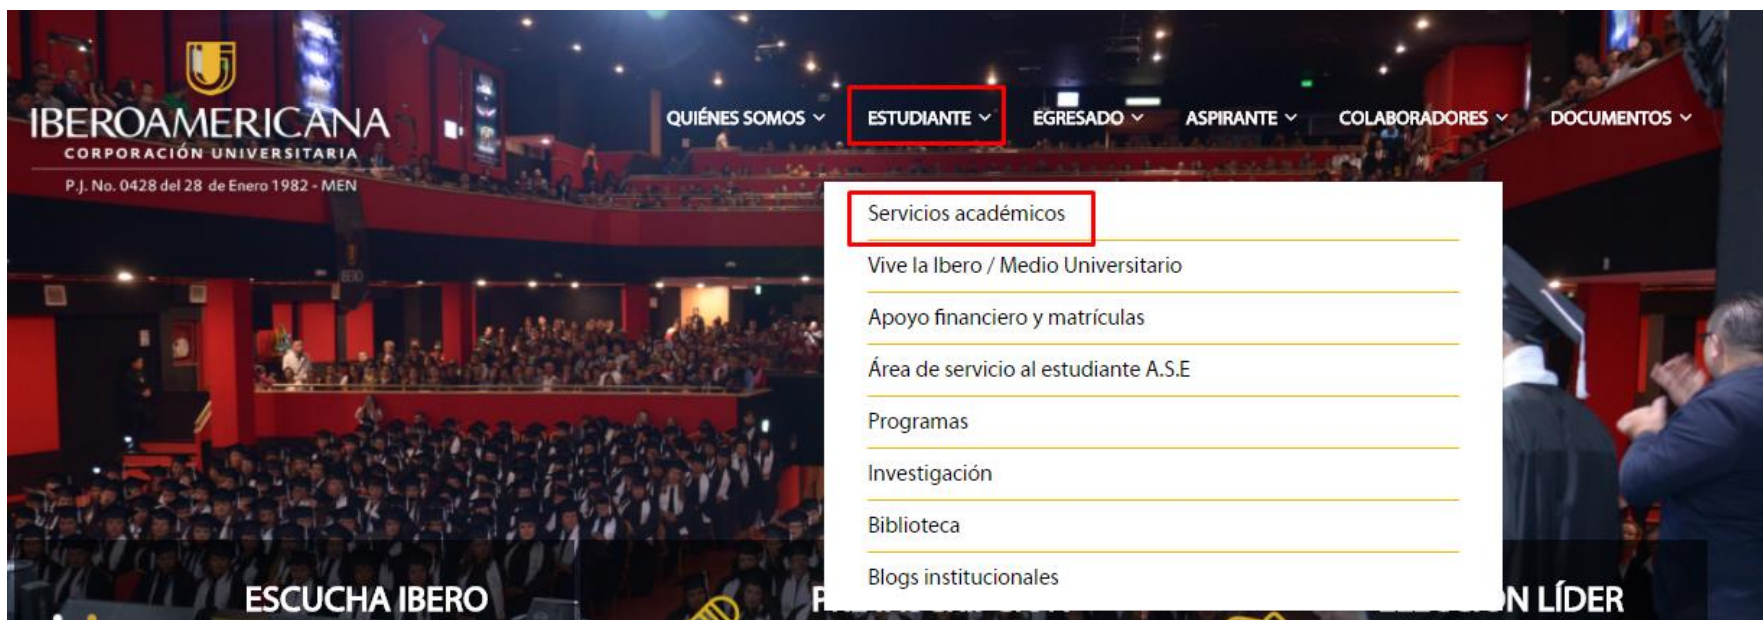 IBEROAMERICANA
CORPORACIÓN UNIVERSITARIA
P.J. No. 0428 del 28 de Enero 1982 - MEN
QUIÉNES SOMOS
ESTUDIANTE
EGRESADO
ASPIRANTE
COLABORADORES
DOCUMENTOS
Servicios académicos
Vive la Ibero / Medio Universitario
Apoyo financiero y matrículas
Área de servicio al estudiante A.S.E
Programas
Investigación
Biblioteca
Blogs institucionales
ESCUCHA IBERO
LÍDER